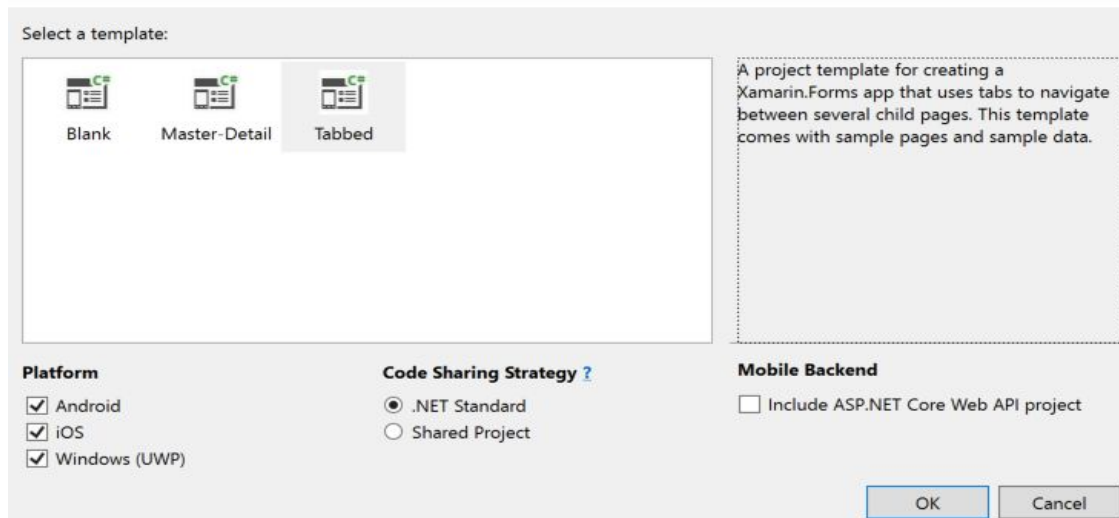 Select a template:
C# C# C#
Blank Master-Detail Tabbed
A project template for creating a
Xamarin.Forms app that uses tabs to navigate
between several child pages. This template
comes with sample pages and sample data.
Platform
Android
iOS
Windows (UWP)
Code Sharing Strategy ?
.NET Standard
Shared Project
Mobile Backend
Include ASP.NET Core Web API project
OK Cancel